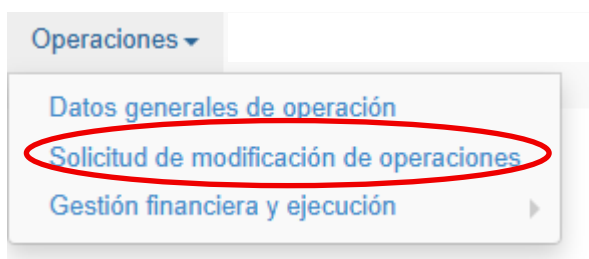 Operaciones
Datos generales de operación
Solicitud de modificación de operaciones
Gestión financiera y ejecución